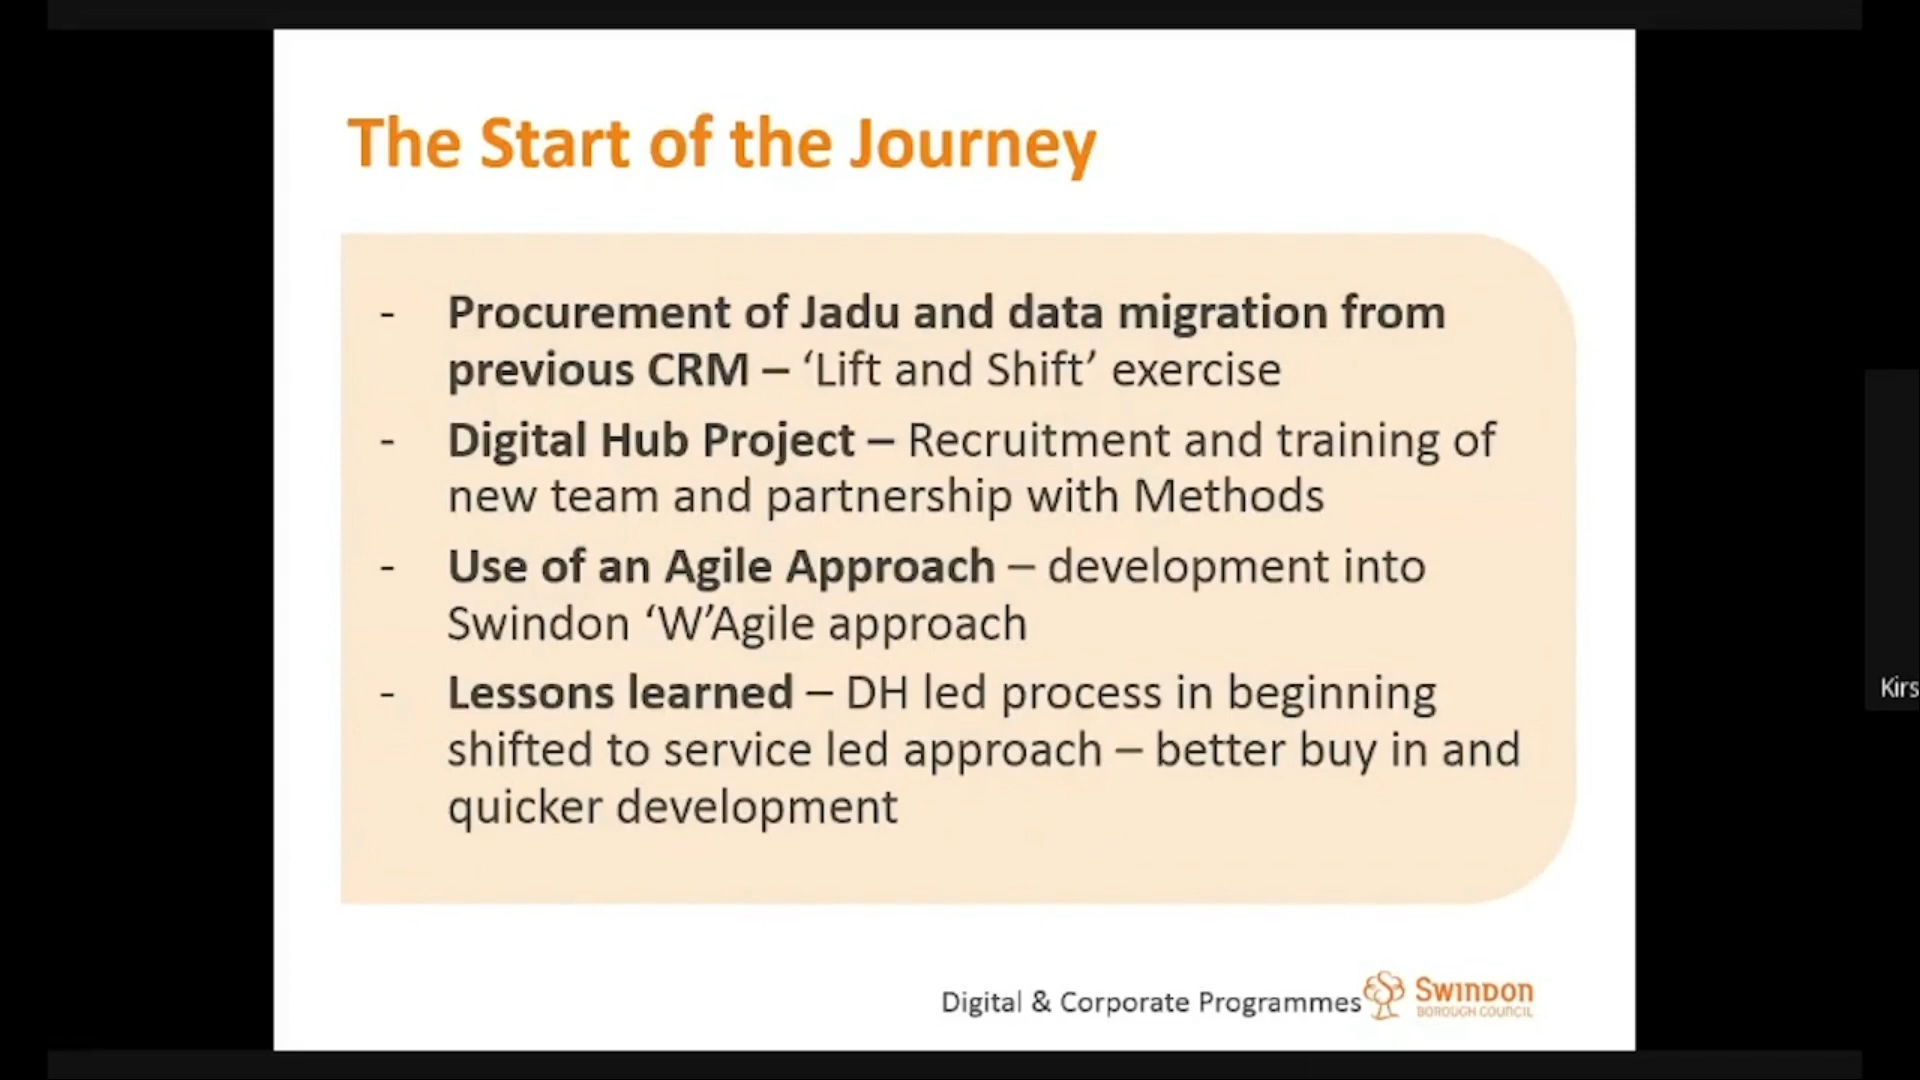 The Start of the Journey
- Procurement of Jadu and data migration from
previous CRM – ‘Lift and Shift’ exercise
- Digital Hub Project – Recruitment and training of
new team and partnership with Methods
- Use of an Agile Approach – development into
Swindon ‘W’Agile approach
- Lessons learned – DH led process in beginning
shifted to service led approach – better buy in and
quicker development
Kirs
Digital & Corporate Programmes
SWINDON
BOROUGH COUNCIL